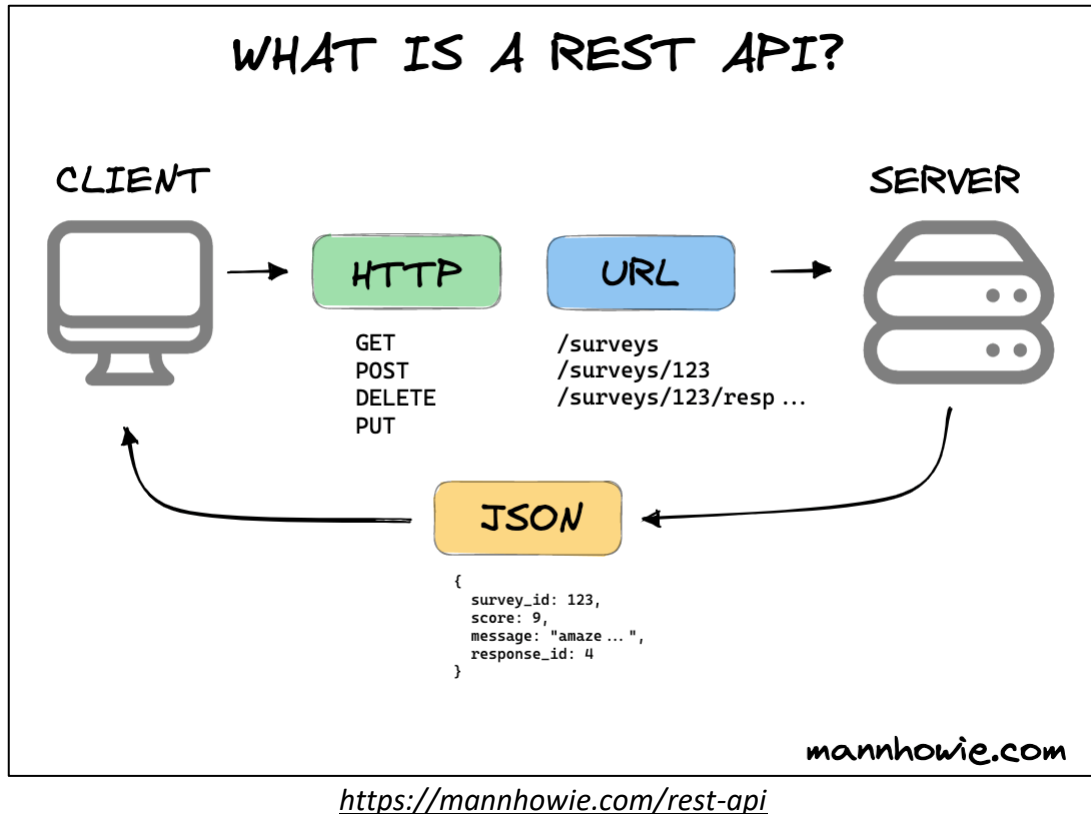 WHAT IS A REST API?
CLIENT
SERVER
HTTP
URL
GET
POST
DELETE
PUT
/surveys
/surveys/123
/surveys/123/resp ...
JSON
{
survey_id: 123,
score: 9,
message: "amaze ... ",
response_id: 4
}
mannhowie.com
https://mannhowie.com/rest-api